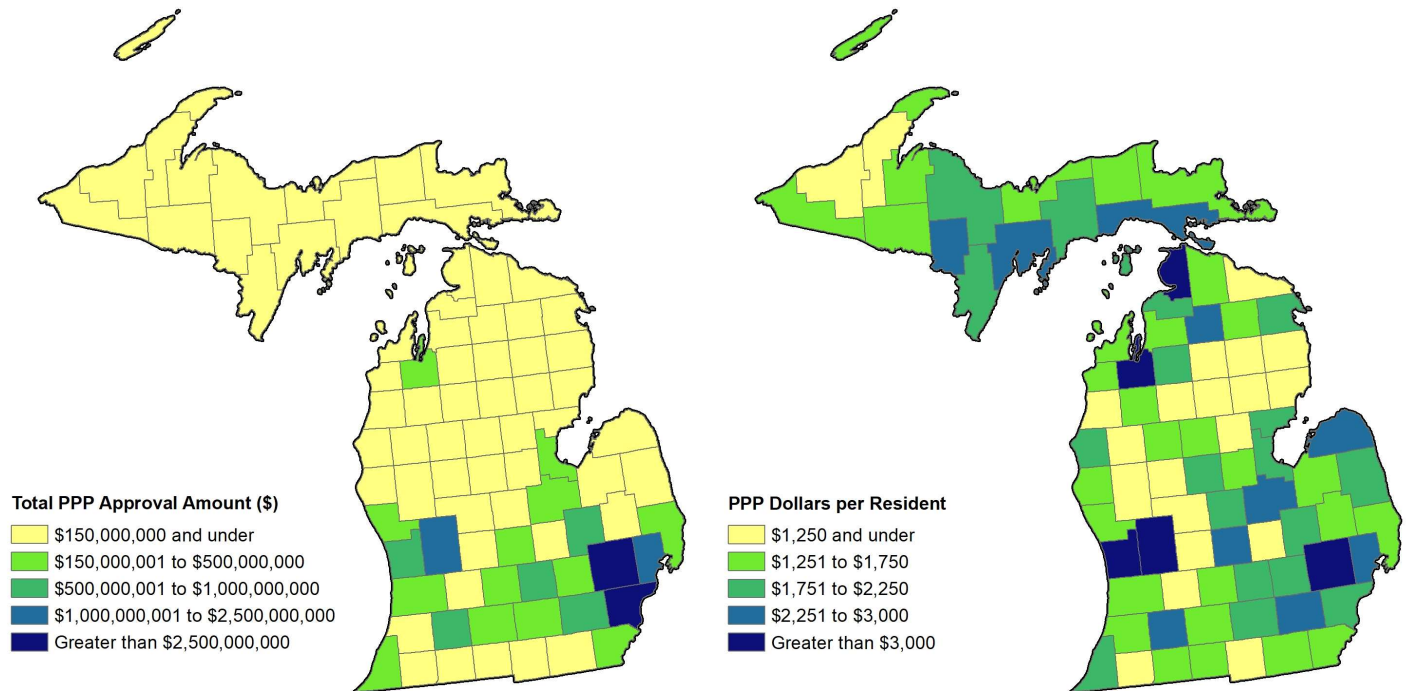 Total PPP Approval Amount ($)
$150,000,000 and under
$150,000,001 to $500,000,000
$500,000,001 to $1,000,000,000
$1,000,000,001 to $2,500,000,000
Greater than $2,500,000,000
PPP Dollars per Resident
$1,250 and under
$1,251 to $1,750
$1,751 to $2,250
$2,251 to $3,000
Greater than $3,000